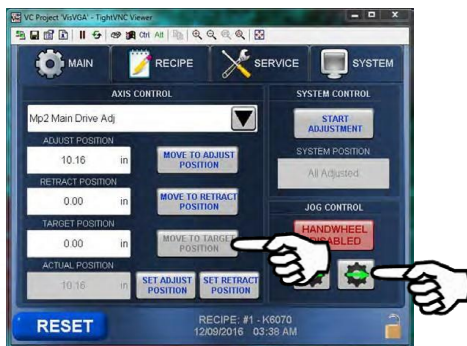 VC Project 'VisVGA' - TightVNC Viewer
Ctrl Alt
MAIN
RECIPE
SERVICE
SYSTEM
AXIS CONTROL
SYSTEM CONTROL
Mp2 Main Drive Adj
START
ADJUSTMENT
ADJUST POSITION
10.16 in
MOVE TO ADJUST
POSITION
SYSTEM POSITION
All Adjusted
RETRACT POSITION
0.00 in
MOVE TO RETRACT
POSITION
JOG CONTROL
TARGET POSITION
0.00 in
MOVE TO TARGET
POSITION
HANDWHEEL
DISABLED
ACTUAL POSITION
10.16 in
SET ADJUST
POSITION
SET RETRACT
POSITION
RESET
RECIPE: #1 - K6070
12/09/2016 03:38 AM